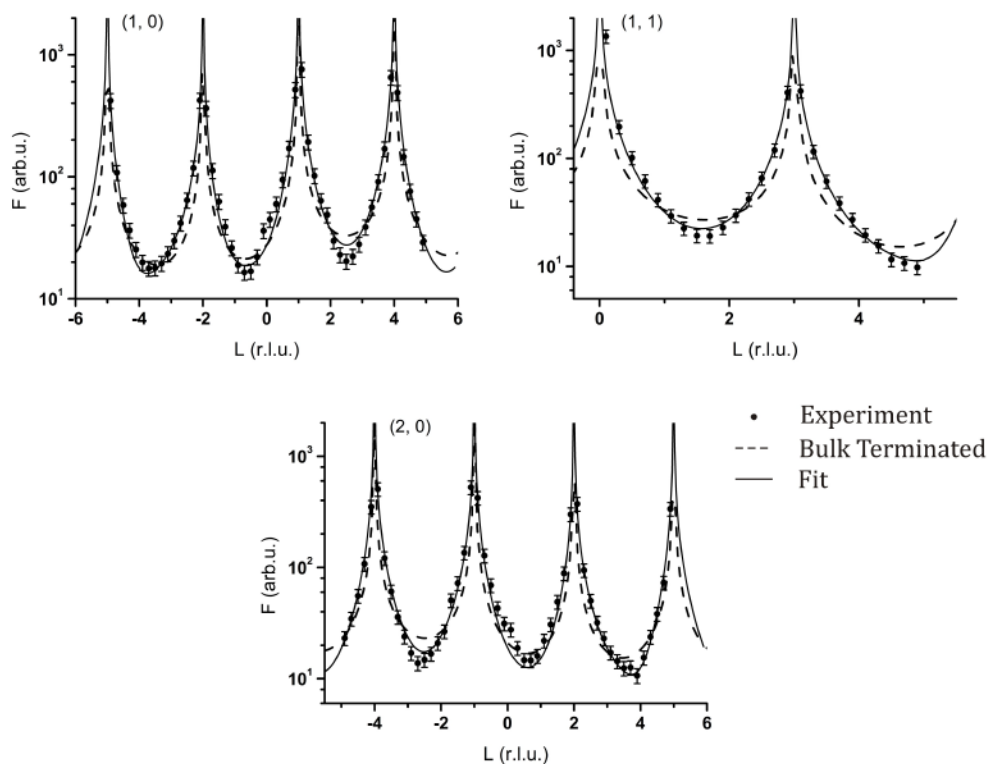 (1, 0)
10³
10²
10¹
F (arb.u.)
-6 -4 -2 0 2 4 6
L (r.l.u.)
(1, 1)
10³
10²
10¹
F (arb.u.)
0 2 4
L (r.l.u.)
(2, 0)
10³
10²
10¹
F (arb.u.)
-4 -2 0 2 4 6
L (r.l.u.)
Experiment
Bulk Terminated
Fit